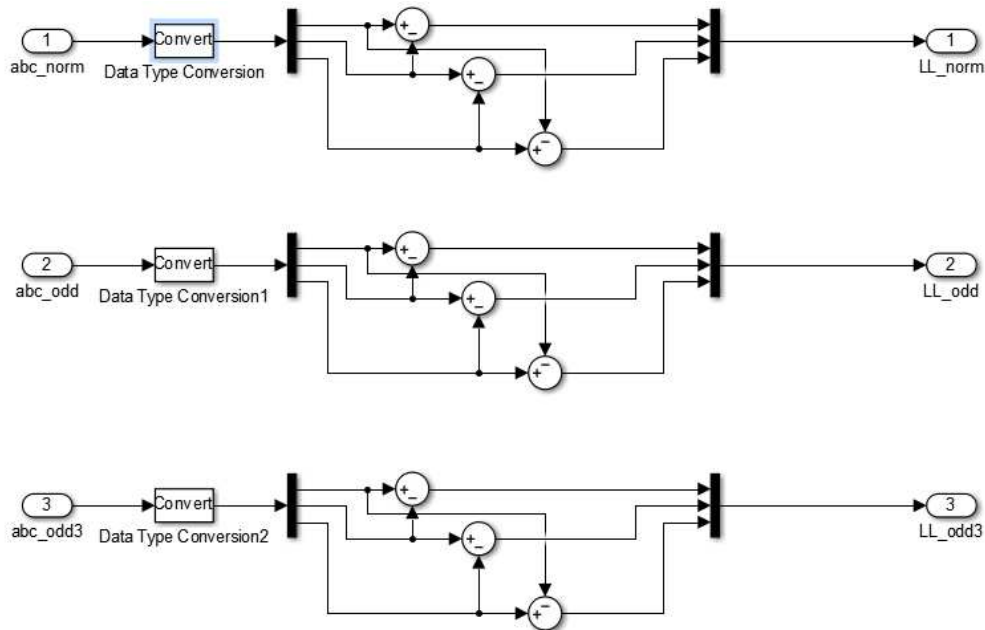 1
abc_norm
Convert
Data Type Conversion
+
−
+
−
+
−
1
LL_norm
2
abc_odd
Convert
Data Type Conversion1
+
−
+
−
+
−
2
LL_odd
3
abc_odd3
Convert
Data Type Conversion2
+
−
+
−
+
−
3
LL_odd3